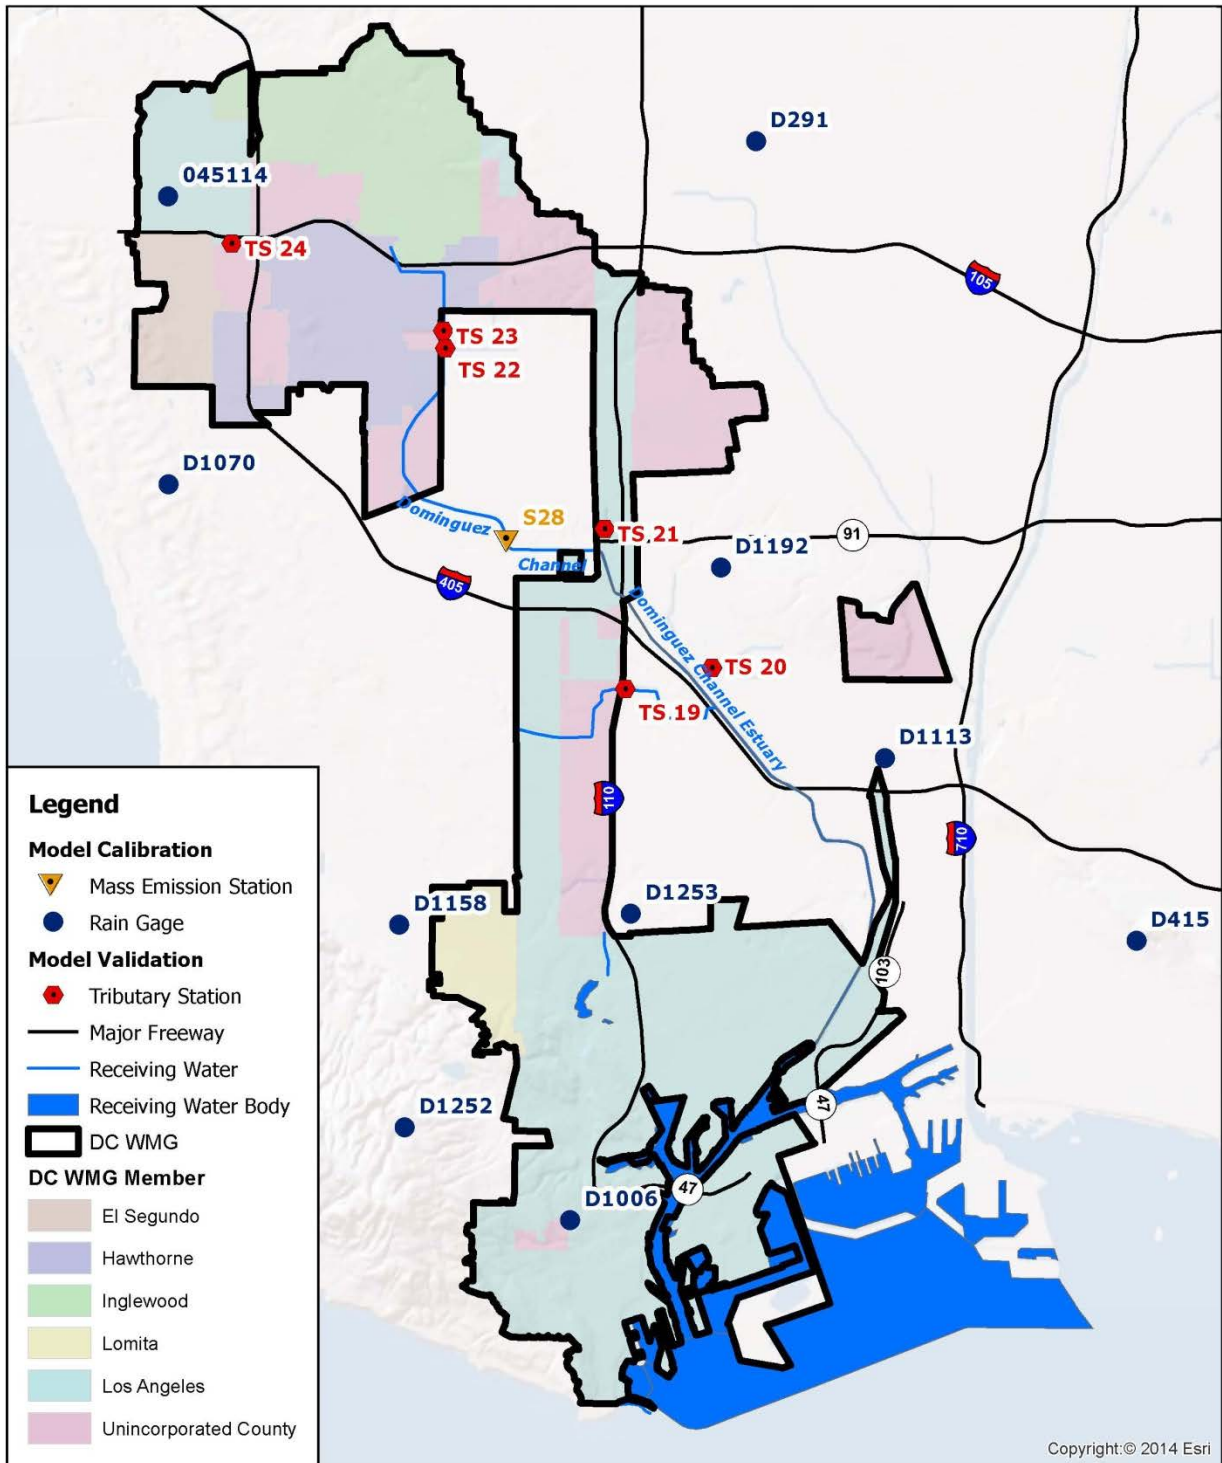 D291
045114
TS 24
105
TS 23
TS 22
D1070
Dominguez
S28
TS 21
91
Channel
D1192
405
Dominguez Channel Estuary
TS 20
TS 19
D1113
110
710
Legend
Model Calibration
Mass Emission Station
Rain Gage
Model Validation
Tributary Station
Major Freeway
Receiving Water
Receiving Water Body
DC WMG
DC WMG Member
El Segundo
Hawthorne
Inglewood
Lomita
Los Angeles
Unincorporated County
D1158
D1253
D415
103
D1252
47
D1006
47
Copyright:© 2014 Esri